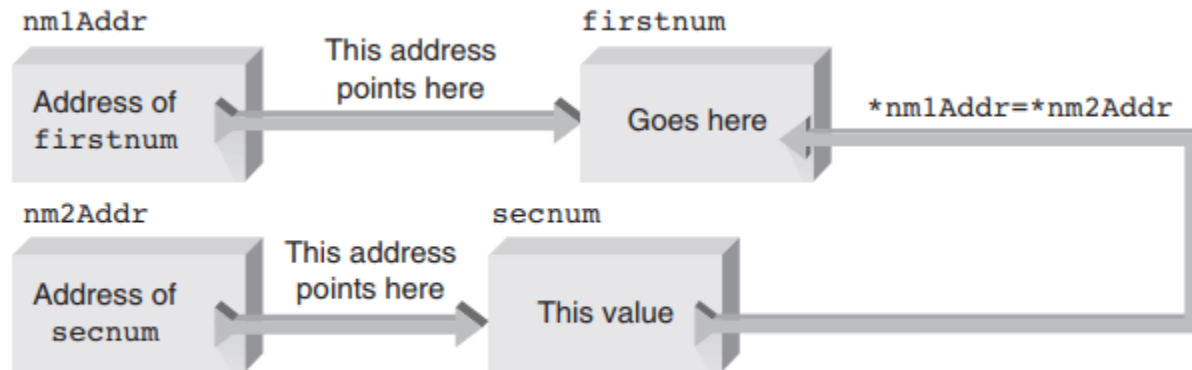 nm1Addr
firstnum
This address
points here
Address of
firstnum
Goes here
*nm1Addr=*nm2Addr
nm2Addr
secnum
This address
points here
Address of
secnum
This value